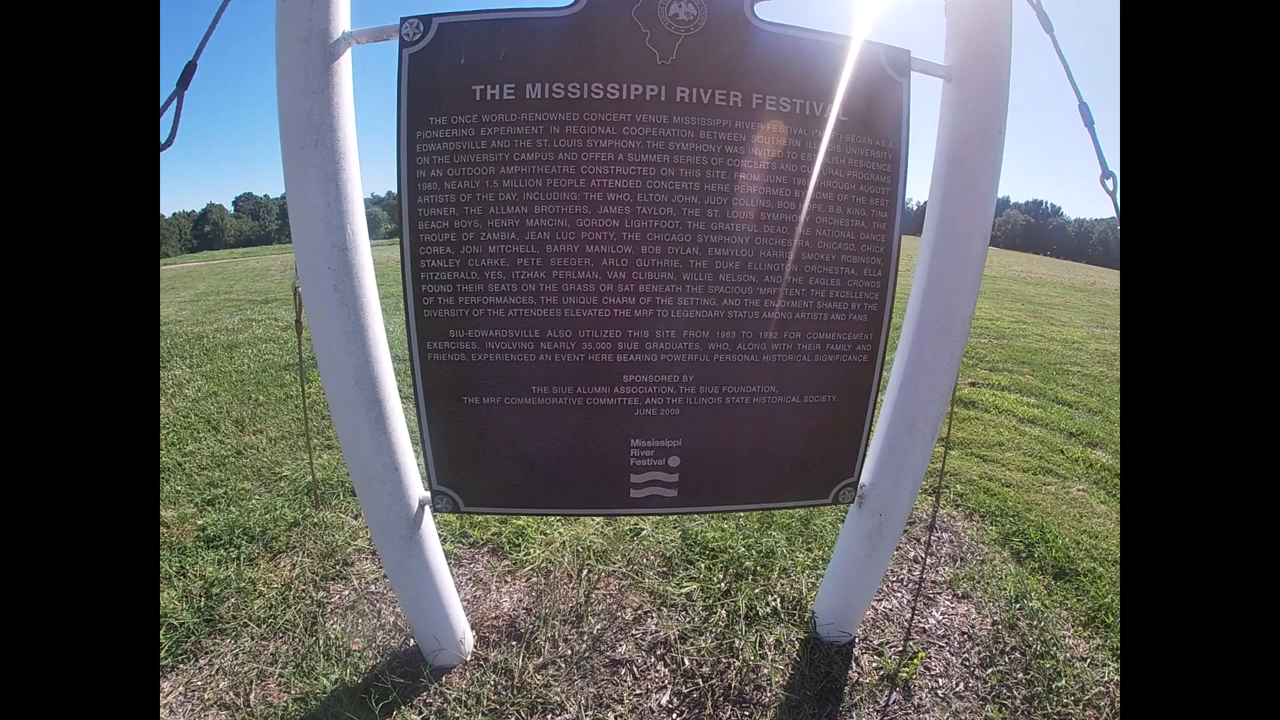 THE MISSISSIPPI RIVER FESTIVAL
THE ONCE WORLD-RENOWNED CONCERT VENUE MISSISSIPPI RIVER FESTIVAL ("MRF") BEGAN AS A
PIONEERING EXPERIMENT IN REGIONAL COOPERATION BETWEEN SOUTHERN ILLINOIS UNIVERSITY
EDWARDSVILLE AND THE ST. LOUIS SYMPHONY. THE SYMPHONY WAS INVITED TO ESTABLISH RESIDENCE
ON THE UNIVERSITY CAMPUS AND OFFER A SUMMER SERIES OF CONCERTS AND CULTURAL PROGRAMS
IN AN OUTDOOR AMPHITHEATRE CONSTRUCTED ON THIS SITE. FROM JUNE THROUGH AUGUST
1980, NEARLY 1.5 MILLION PEOPLE ATTENDED CONCERTS HERE PERFORMED BY SOME OF THE BEST
ARTISTS OF THE DAY, INCLUDING: THE WHO, ELTON JOHN, JUDY COLLINS, BOB HOPE, B.B. KING, TINA
TURNER, THE ALLMAN BROTHERS, JAMES TAYLOR, THE ST. LOUIS SYMPHONY ORCHESTRA, THE
BEACH BOYS, HENRY MANCINI, GORDON LIGHTFOOT, THE GRATEFUL DEAD, THE NATIONAL DANCE
TROUPE OF ZAMBIA, JEAN LUC PONTY, THE CHICAGO SYMPHONY ORCHESTRA, CHICAGO, CHICK
COREA, JONI MITCHELL, BARRY MANILOW, BOB DYLAN, EMMYLOU HARRIS, SMOKEY ROBINSON,
STANLEY CLARKE, PETE SEEGER, ARLO GUTHRIE, THE DUKE ELLINGTON ORCHESTRA, ELLA
FITZGERALD, YES, ITZHAK PERLMAN, VAN CLIBURN, WILLIE NELSON, AND THE EAGLES. CROWDS
FOUND THEIR SEATS ON THE GRASS OR SAT BENEATH THE SPACIOUS "MRF" TENT. THE EXCELLENCE
OF THE PERFORMANCES, THE UNIQUE CHARM OF THE SETTING, AND THE ENJOYMENT SHARED BY THE
DIVERSITY OF THE ATTENDEES ELEVATED THE MRF TO LEGENDARY STATUS AMONG ARTISTS AND FANS.
SIU-EDWARDSVILLE ALSO UTILIZED THIS SITE FROM 1963 TO 1982 FOR COMMENCEMENT
EXERCISES, INVOLVING NEARLY 35,000 SIUE GRADUATES, WHO, ALONG WITH THEIR FAMILY AND
FRIENDS, EXPERIENCED AN EVENT HERE BEARING POWERFUL PERSONAL HISTORICAL SIGNIFICANCE.
SPONSORED BY
THE SIUE ALUMNI ASSOCIATION, THE SIUE FOUNDATION,
THE MRF COMMEMORATIVE COMMITTEE, AND THE ILLINOIS STATE HISTORICAL SOCIETY.
JUNE 2009
Mississippi
River
Festival